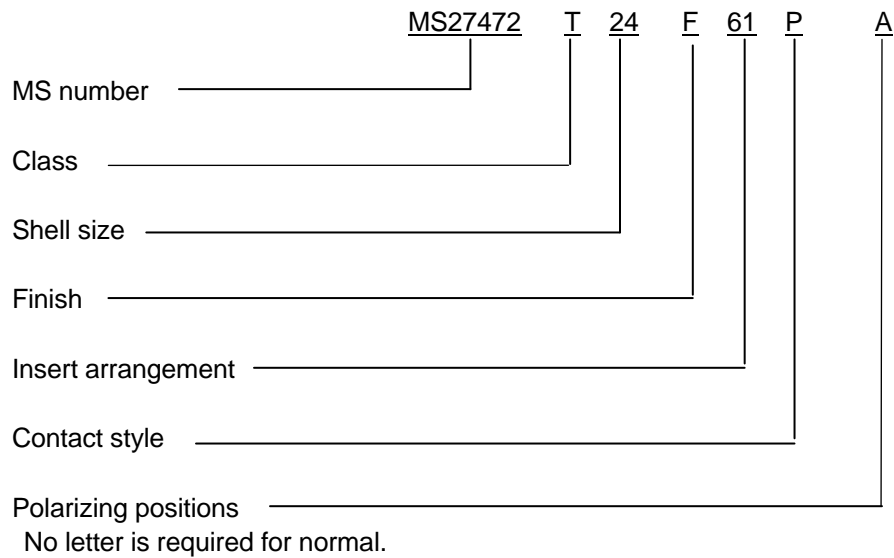 MS27472 T 24 F 61 P A
MS number
Class
Shell size
Finish
Insert arrangement
Contact style
Polarizing positions
No letter is required for normal.